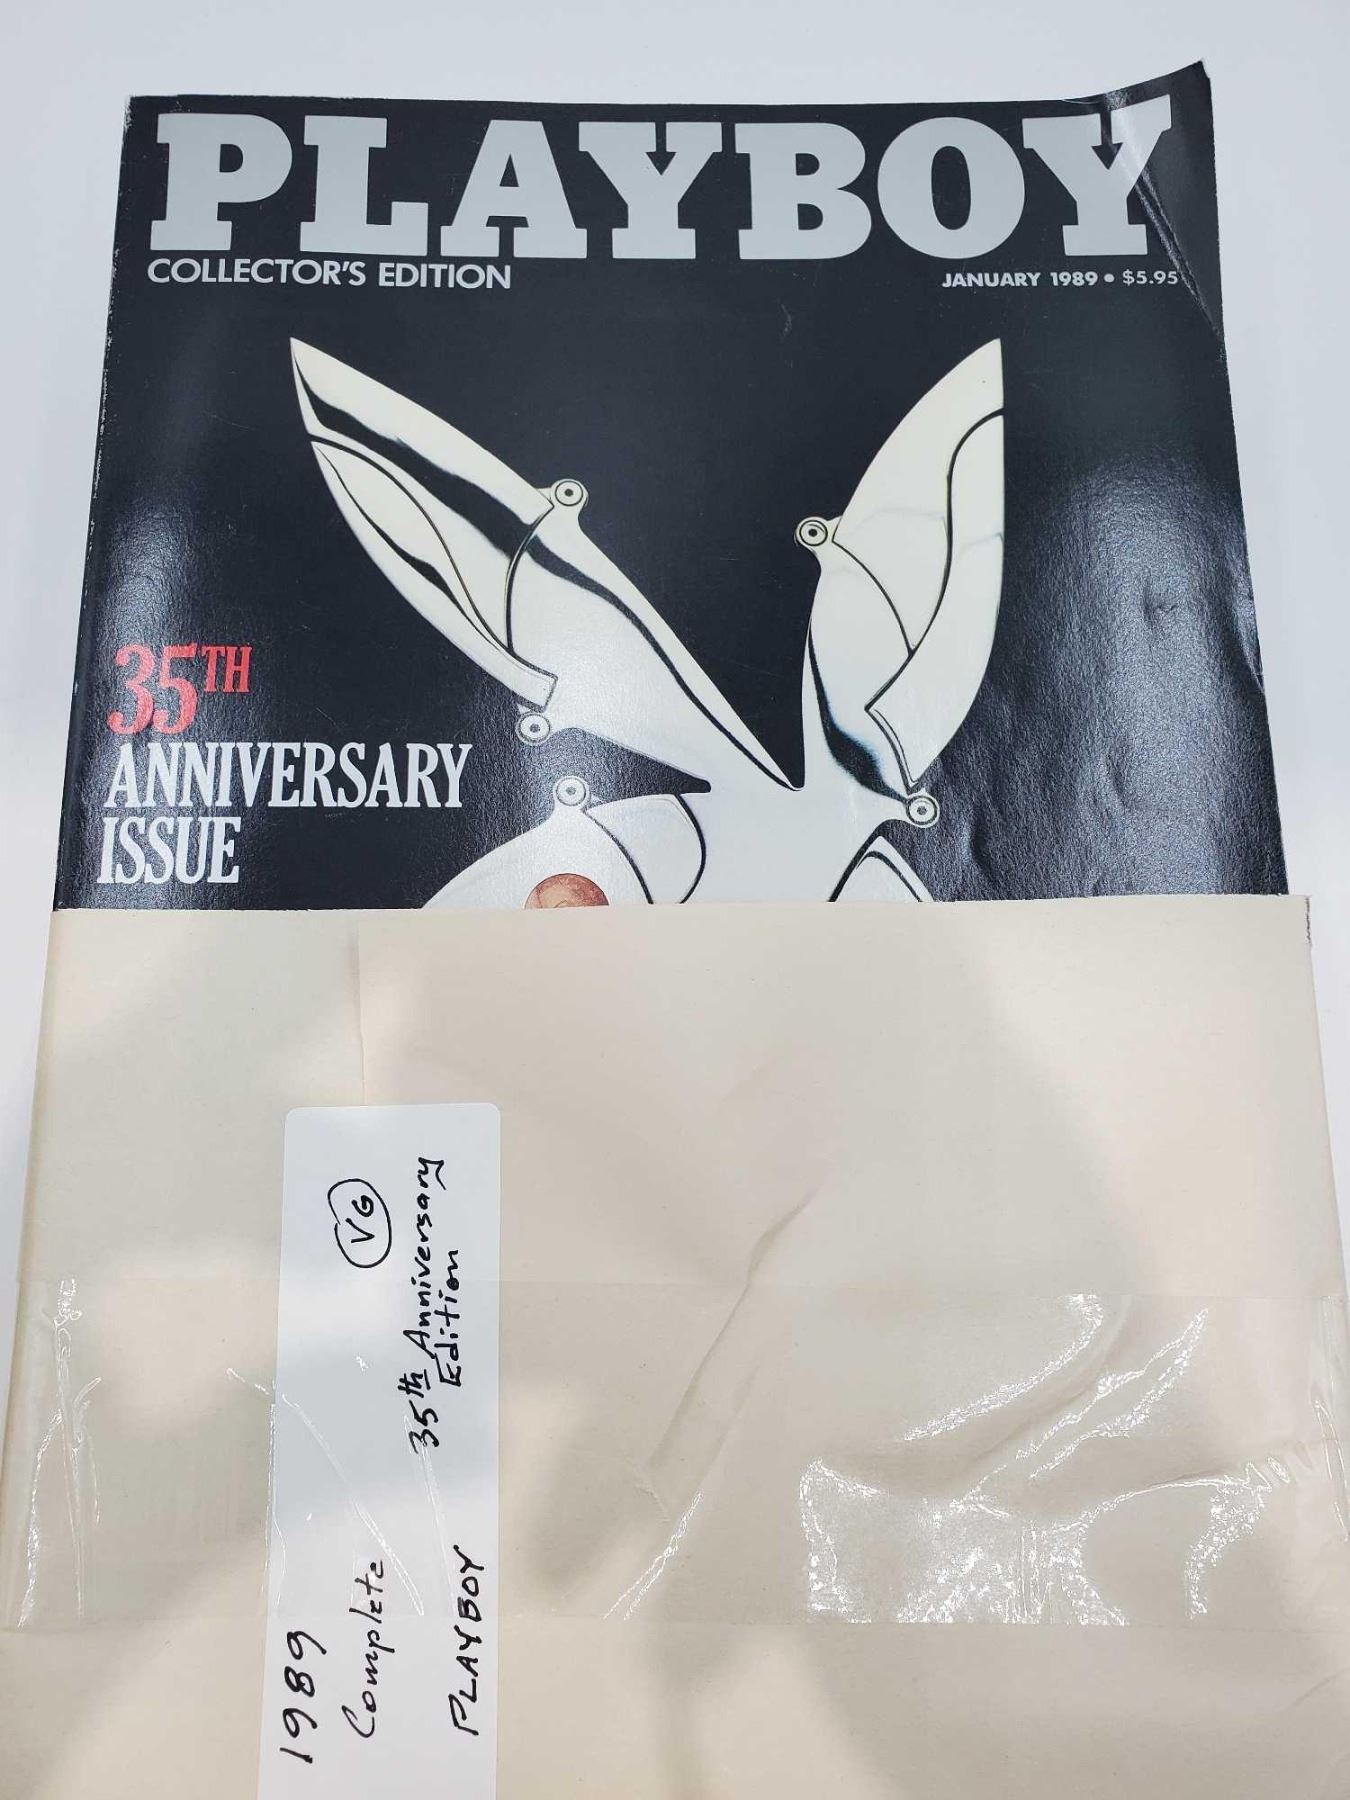 PLAYBOY
COLLECTOR'S EDITION
JANUARY 1989 • $5.95
35TH
ANNIVERSARY
ISSUE
1989
Complete VG
35th Anniversary
Edition
PLAYBOY